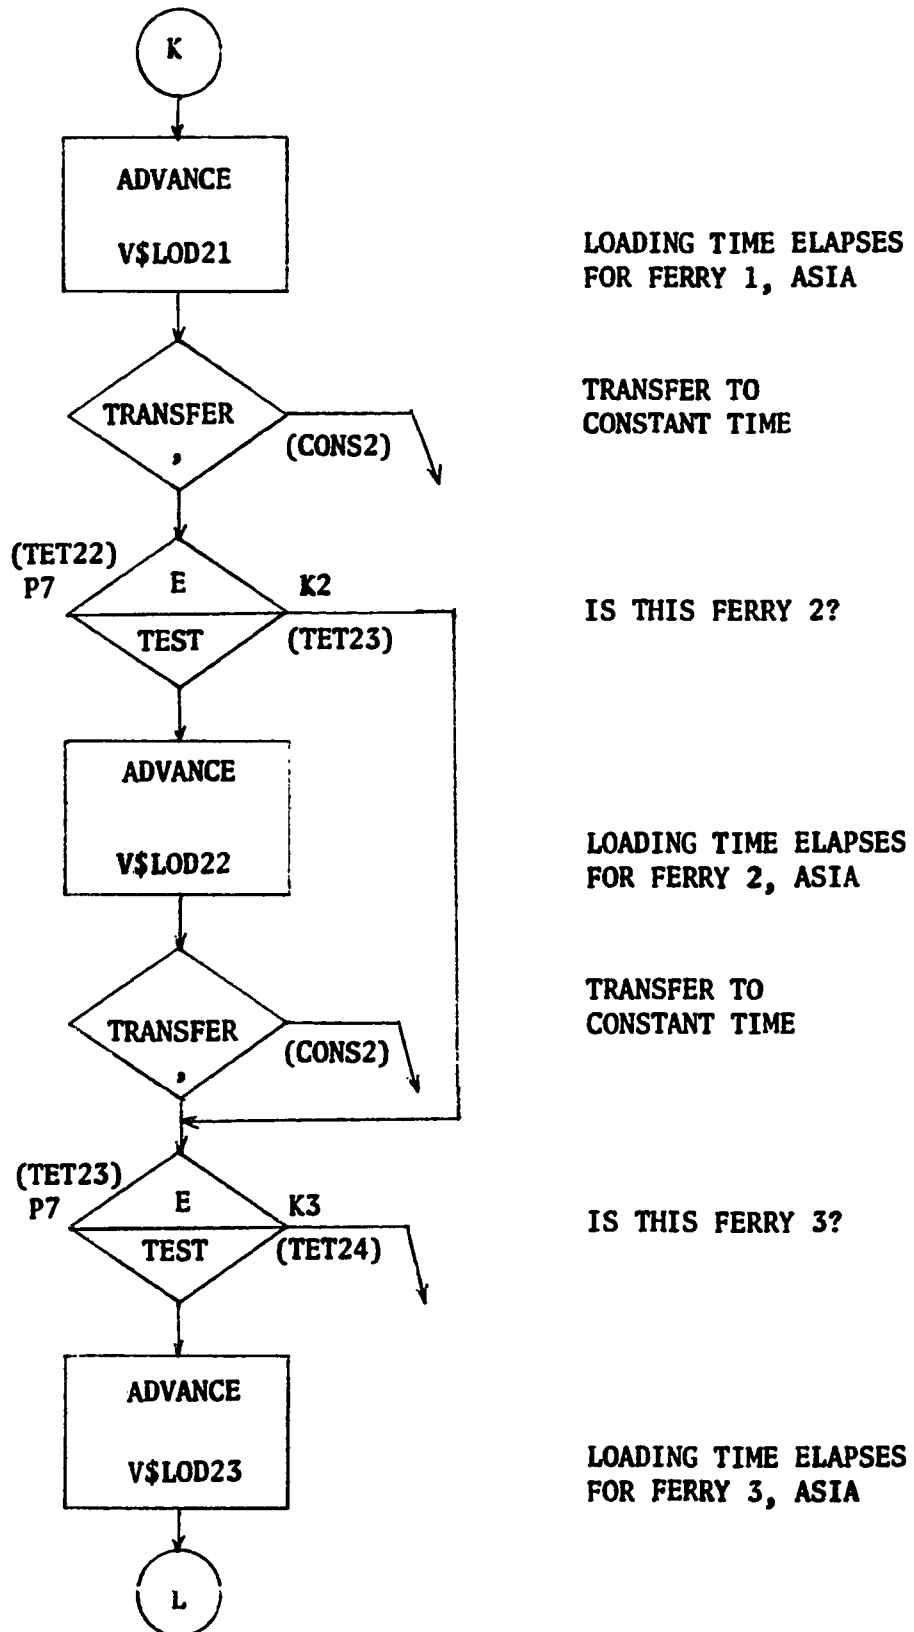 K
ADVANCE
V$LOD21
LOADING TIME ELAPSES
FOR FERRY 1, ASIA
TRANSFER
,
(CONS2)
TRANSFER TO
CONSTANT TIME
(TET22)
P7
E
K2
TEST
(TET23)
IS THIS FERRY 2?
ADVANCE
V$LOD22
LOADING TIME ELAPSES
FOR FERRY 2, ASIA
TRANSFER
,
(CONS2)
TRANSFER TO
CONSTANT TIME
(TET23)
P7
E
K3
TEST
(TET24)
IS THIS FERRY 3?
ADVANCE
V$LOD23
LOADING TIME ELAPSES
FOR FERRY 3, ASIA
L